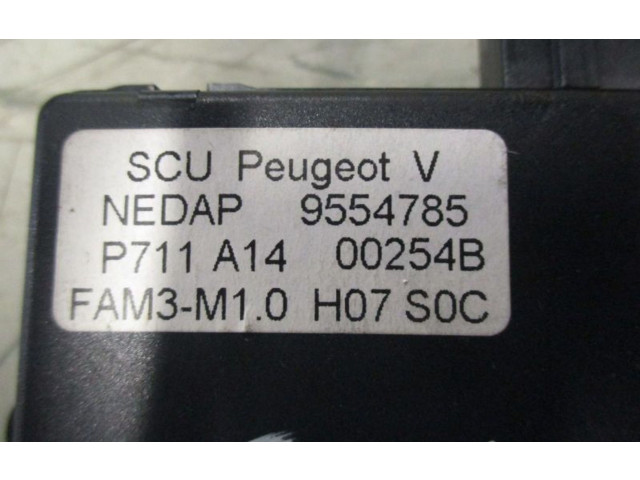 SCU Peugeot V
NEDAP 9554785
P711 A14 00254B
FAM3-M1.0 H07 S0C